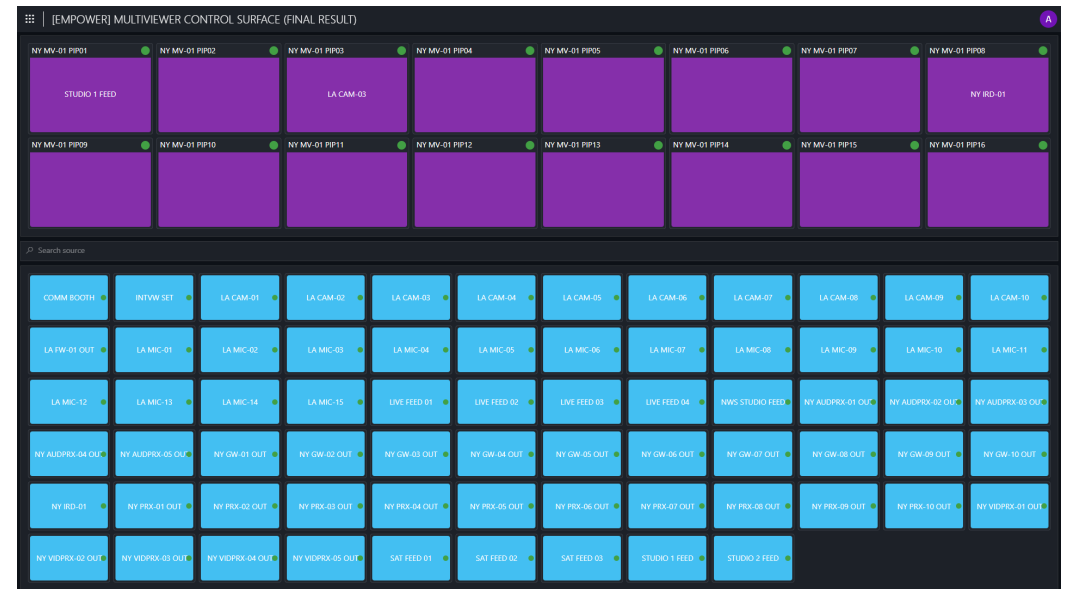 [EMPOWER] MULTIVIEWER CONTROL SURFACE (FINAL RESULT)
A
NY MV-01 PIP01
NY MV-01 PIP02
NY MV-01 PIP03
NY MV-01 PIP04
NY MV-01 PIP05
NY MV-01 PIP06
NY MV-01 PIP07
NY MV-01 PIP08
STUDIO 1 FEED
LA CAM-03
NY IRD-01
NY MV-01 PIP09
NY MV-01 PIP10
NY MV-01 PIP11
NY MV-01 PIP12
NY MV-01 PIP13
NY MV-01 PIP14
NY MV-01 PIP15
NY MV-01 PIP16
Search source
COMM BOOTH
INTVW SET
LA CAM-01
LA CAM-02
LA CAM-03
LA CAM-04
LA CAM-05
LA CAM-06
LA CAM-07
LA CAM-08
LA CAM-09
LA CAM-10
LA FW-01 OUT
LA MIC-01
LA MIC-02
LA MIC-03
LA MIC-04
LA MIC-05
LA MIC-06
LA MIC-07
LA MIC-08
LA MIC-09
LA MIC-10
LA MIC-11
LA MIC-12
LA MIC-13
LA MIC-14
LA MIC-15
LIVE FEED 01
LIVE FEED 02
LIVE FEED 03
LIVE FEED 04
NWS STUDIO FEED
NY AUDPRX-01 OUT
NY AUDPRX-02 OUT
NY AUDPRX-03 OUT
NY AUDPRX-04 OUT
NY AUDPRX-05 OUT
NY GW-01 OUT
NY GW-02 OUT
NY GW-03 OUT
NY GW-04 OUT
NY GW-05 OUT
NY GW-06 OUT
NY GW-07 OUT
NY GW-08 OUT
NY GW-09 OUT
NY GW-10 OUT
NY IRD-01
NY PRX-01 OUT
NY PRX-02 OUT
NY PRX-03 OUT
NY PRX-04 OUT
NY PRX-05 OUT
NY PRX-06 OUT
NY PRX-07 OUT
NY PRX-08 OUT
NY PRX-09 OUT
NY PRX-10 OUT
NY VIDPRX-01 OUT
NY VIDPRX-02 OUT
NY VIDPRX-03 OUT
NY VIDPRX-04 OUT
NY VIDPRX-05 OUT
SAT FEED 01
SAT FEED 02
SAT FEED 03
STUDIO 1 FEED
STUDIO 2 FEED